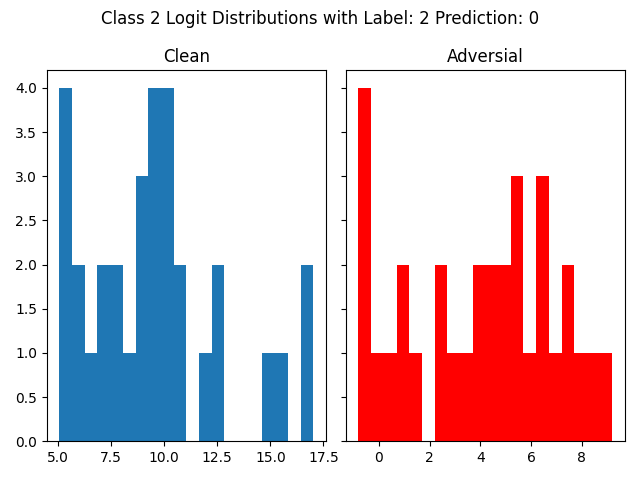 Class 2 Logit Distributions with Label: 2 Prediction: 0
Clean
Adversial
4.0
3.5
3.0
2.5
2.0
1.5
1.0
0.5
0.0
5.0 7.5 10.0 12.5 15.0 17.5
0 2 4 6 8